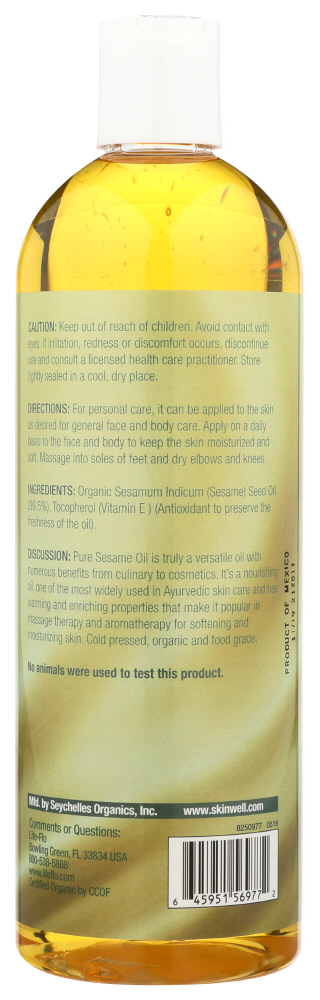 CAUTION: Keep out of reach of children. Avoid contact with
eyes. If irritation, redness or discomfort occurs, discontinue
use and consult a licensed health care practitioner. Store
tightly sealed in a cool, dry place.
DIRECTIONS: For personal care, it can be applied to the skin
as desired for general face and body care. Apply on a daily
basis to the face and body to keep the skin moisturized and
soft. Massage into soles of feet and dry elbows and knees.
INGREDIENTS: Organic Sesamum Indicum (Sesame) Seed Oil
(99.5%), Tocopherol (Vitamin E ) (Antioxidant to preserve the
freshness of the oil).
DISCUSSION: Pure Sesame Oil is truly a versatile oil with
numerous benefits from culinary to cosmetics. It's a nourishing
oil, one of the most widely used in Ayurvedic skin care and has
warming and enriching properties that make it popular in
massage therapy and aromatherapy for softening and
moisturizing skin. Cold pressed, organic and food grade.
No animals were used to test this product.
PRODUCT OF MEXICO
Mfd. by Seychelles Organics, Inc. www.skinwell.com
8250977 0516
Comments or Questions:
Life-Flo
Bowling Green, FL 33834 USA
800-538-5888
www.lifeflo.com
Certified Organic by CCOF
6 45951 56977 2